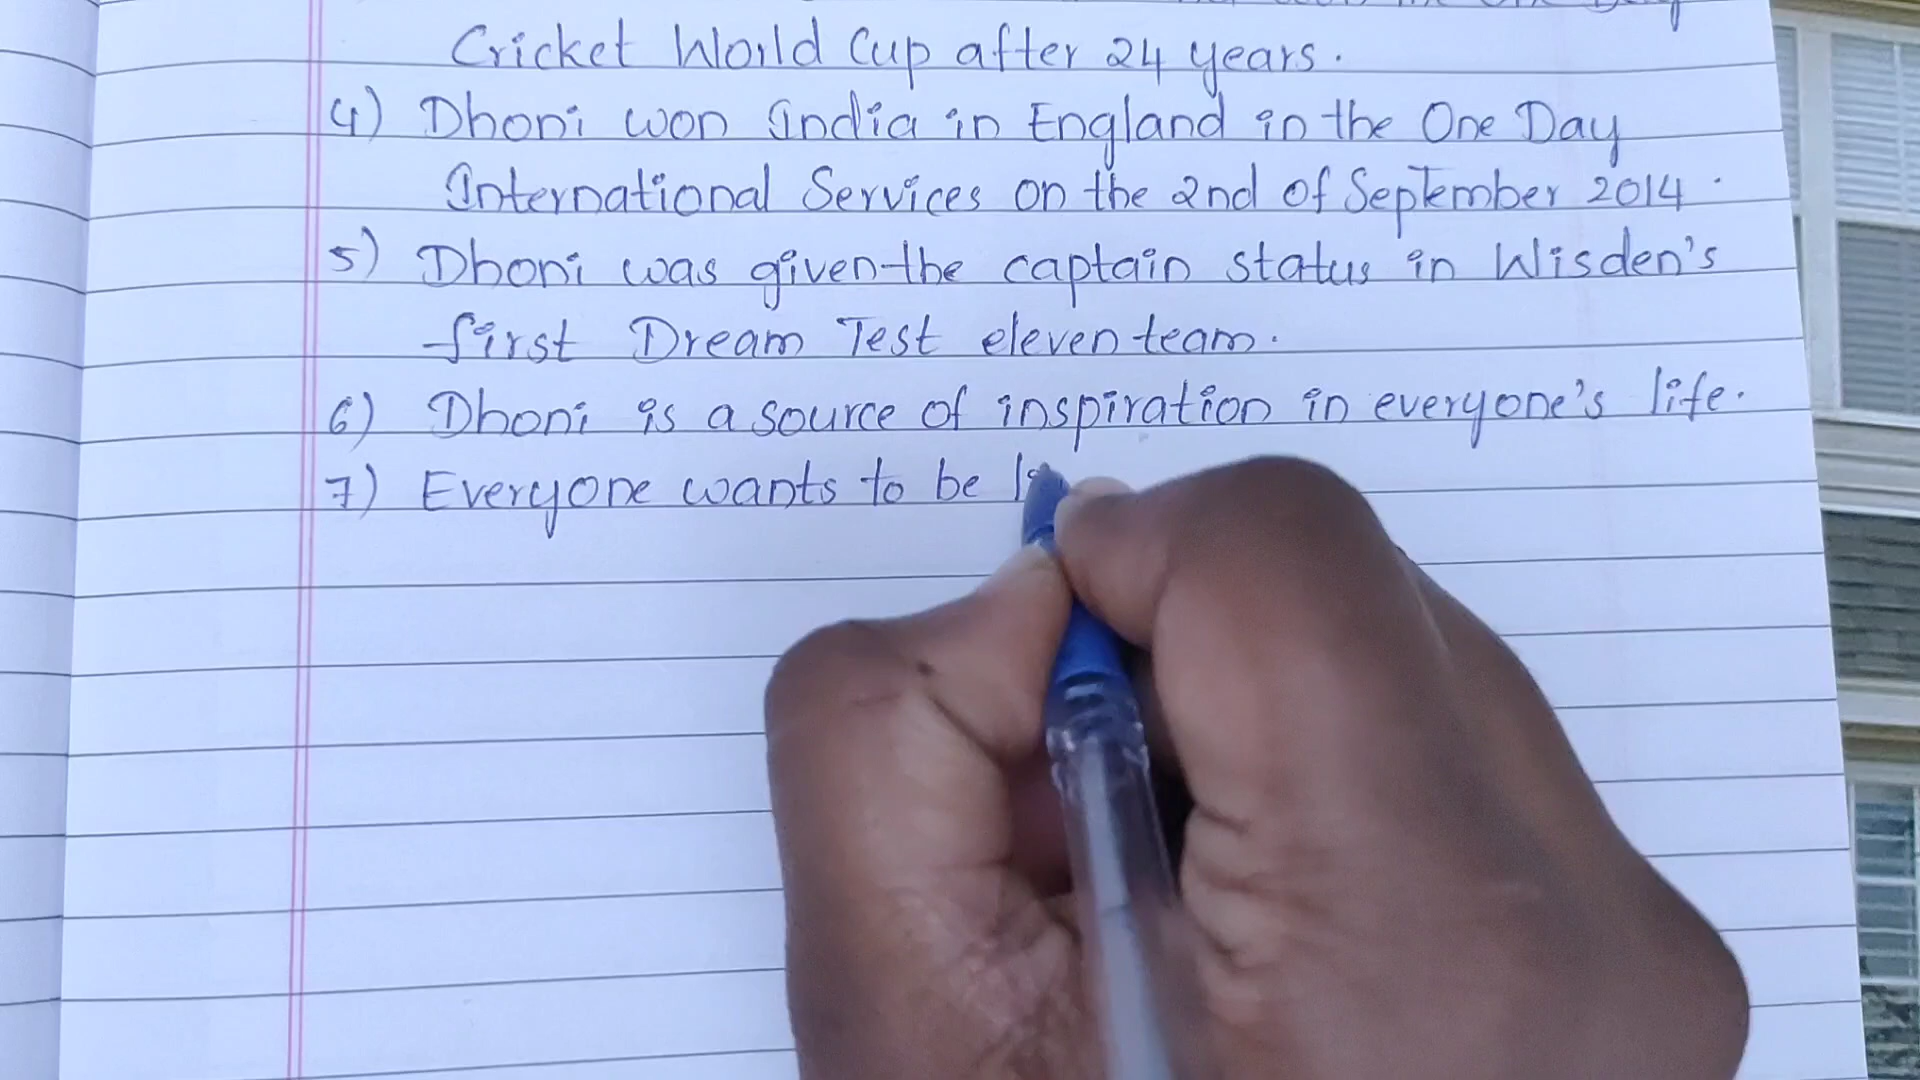 Cricket World Cup after 24 years.
4) Dhoni won India in England in the One Day
International Services on the 2nd of September 2014.
5) Dhoni was given the captain status in Wisden's
first Dream Test eleven team.
6) Dhoni is a source of inspiration in everyone's life.
7) Everyone wants to be